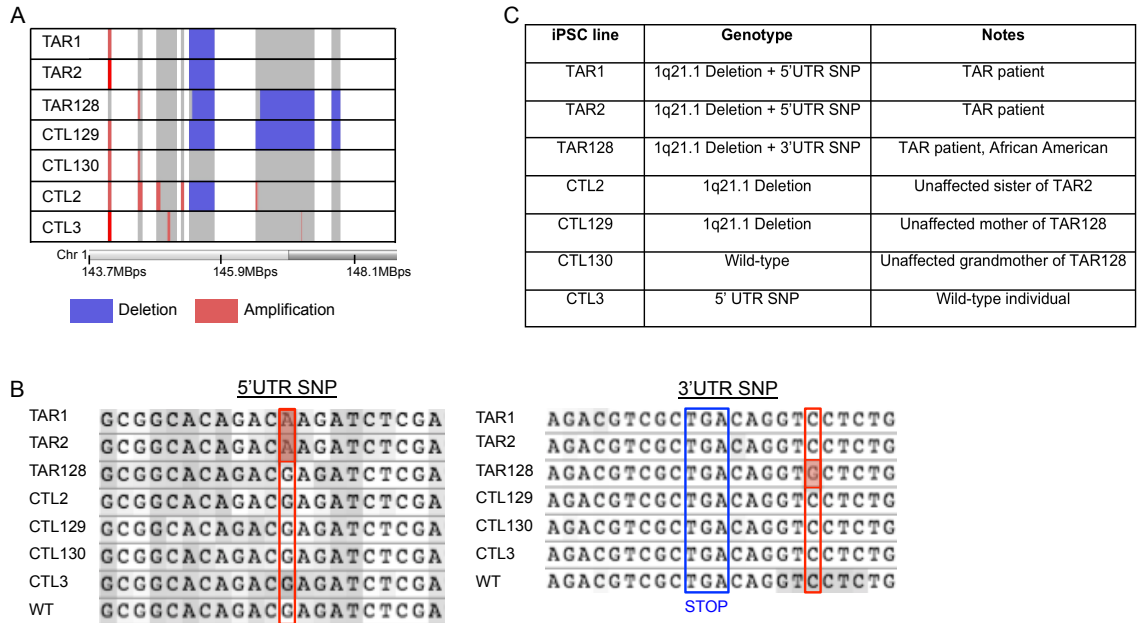 A
TAR1
TAR2
TAR128
CTL129
CTL130
CTL2
CTL3
Chr 1
143.7MBps 145.9MBps 148.1MBps
Deletion Amplification
C
iPSC line Genotype Notes
TAR1 1q21.1 Deletion + 5'UTR SNP TAR patient
TAR2 1q21.1 Deletion + 5'UTR SNP TAR patient
TAR128 1q21.1 Deletion + 3'UTR SNP TAR patient, African American
CTL2 1q21.1 Deletion Unaffected sister of TAR2
CTL129 1q21.1 Deletion Unaffected mother of TAR128
CTL130 Wild-type Unaffected grandmother of TAR128
CTL3 5' UTR SNP Wild-type individual
B
5'UTR SNP
TAR1 GCGGCACAGACAAGATCTCGA
TAR2 GCGGCACAGACAAGATCTCGA
TAR128 GCGGCACAGACGAGATCTCGA
CTL2 GCGGCACAGACGAGATCTCGA
CTL129 GCGGCACAGACGAGATCTCGA
CTL130 GCGGCACAGACGAGATCTCGA
CTL3 GCGGCACAGACGAGATCTCGA
WT GCGGCACAGACGAGATCTCGA
3'UTR SNP
TAR1 AGACGTCGCTGACAGGTCCTCTG
TAR2 AGACGTCGCTGACAGGTCCTCTG
TAR128 AGACGTCGCTGACAGGTGCTCTG
CTL129 AGACGTCGCTGACAGGTCCTCTG
CTL130 AGACGTCGCTGACAGGTCCTCTG
CTL3 AGACGTCGCTGACAGGTCCTCTG
WT AGACGTCGCTGACAGGTCCTCTG
STOP